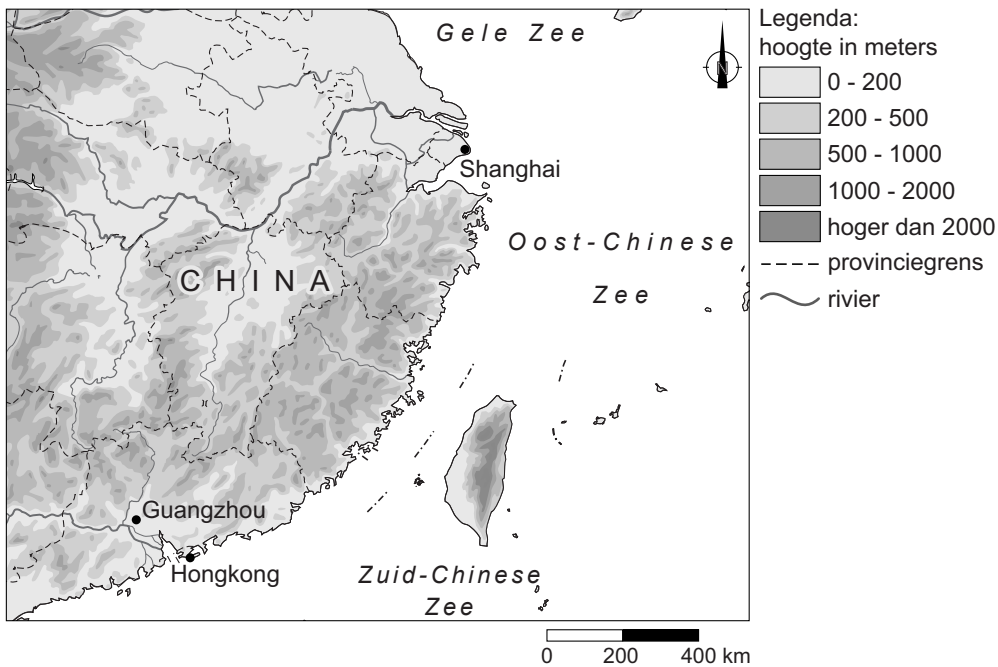 Gele Zee
Legenda:
hoogte in meters
N
0 - 200
200 - 500
500 - 1000
1000 - 2000
hoger dan 2000
provinciegrens
rivier
Shanghai
Oost-Chinese
Zee
CHINA
Guangzhou
Hongkong
Zuid-Chinese
Zee
0 200 400 km